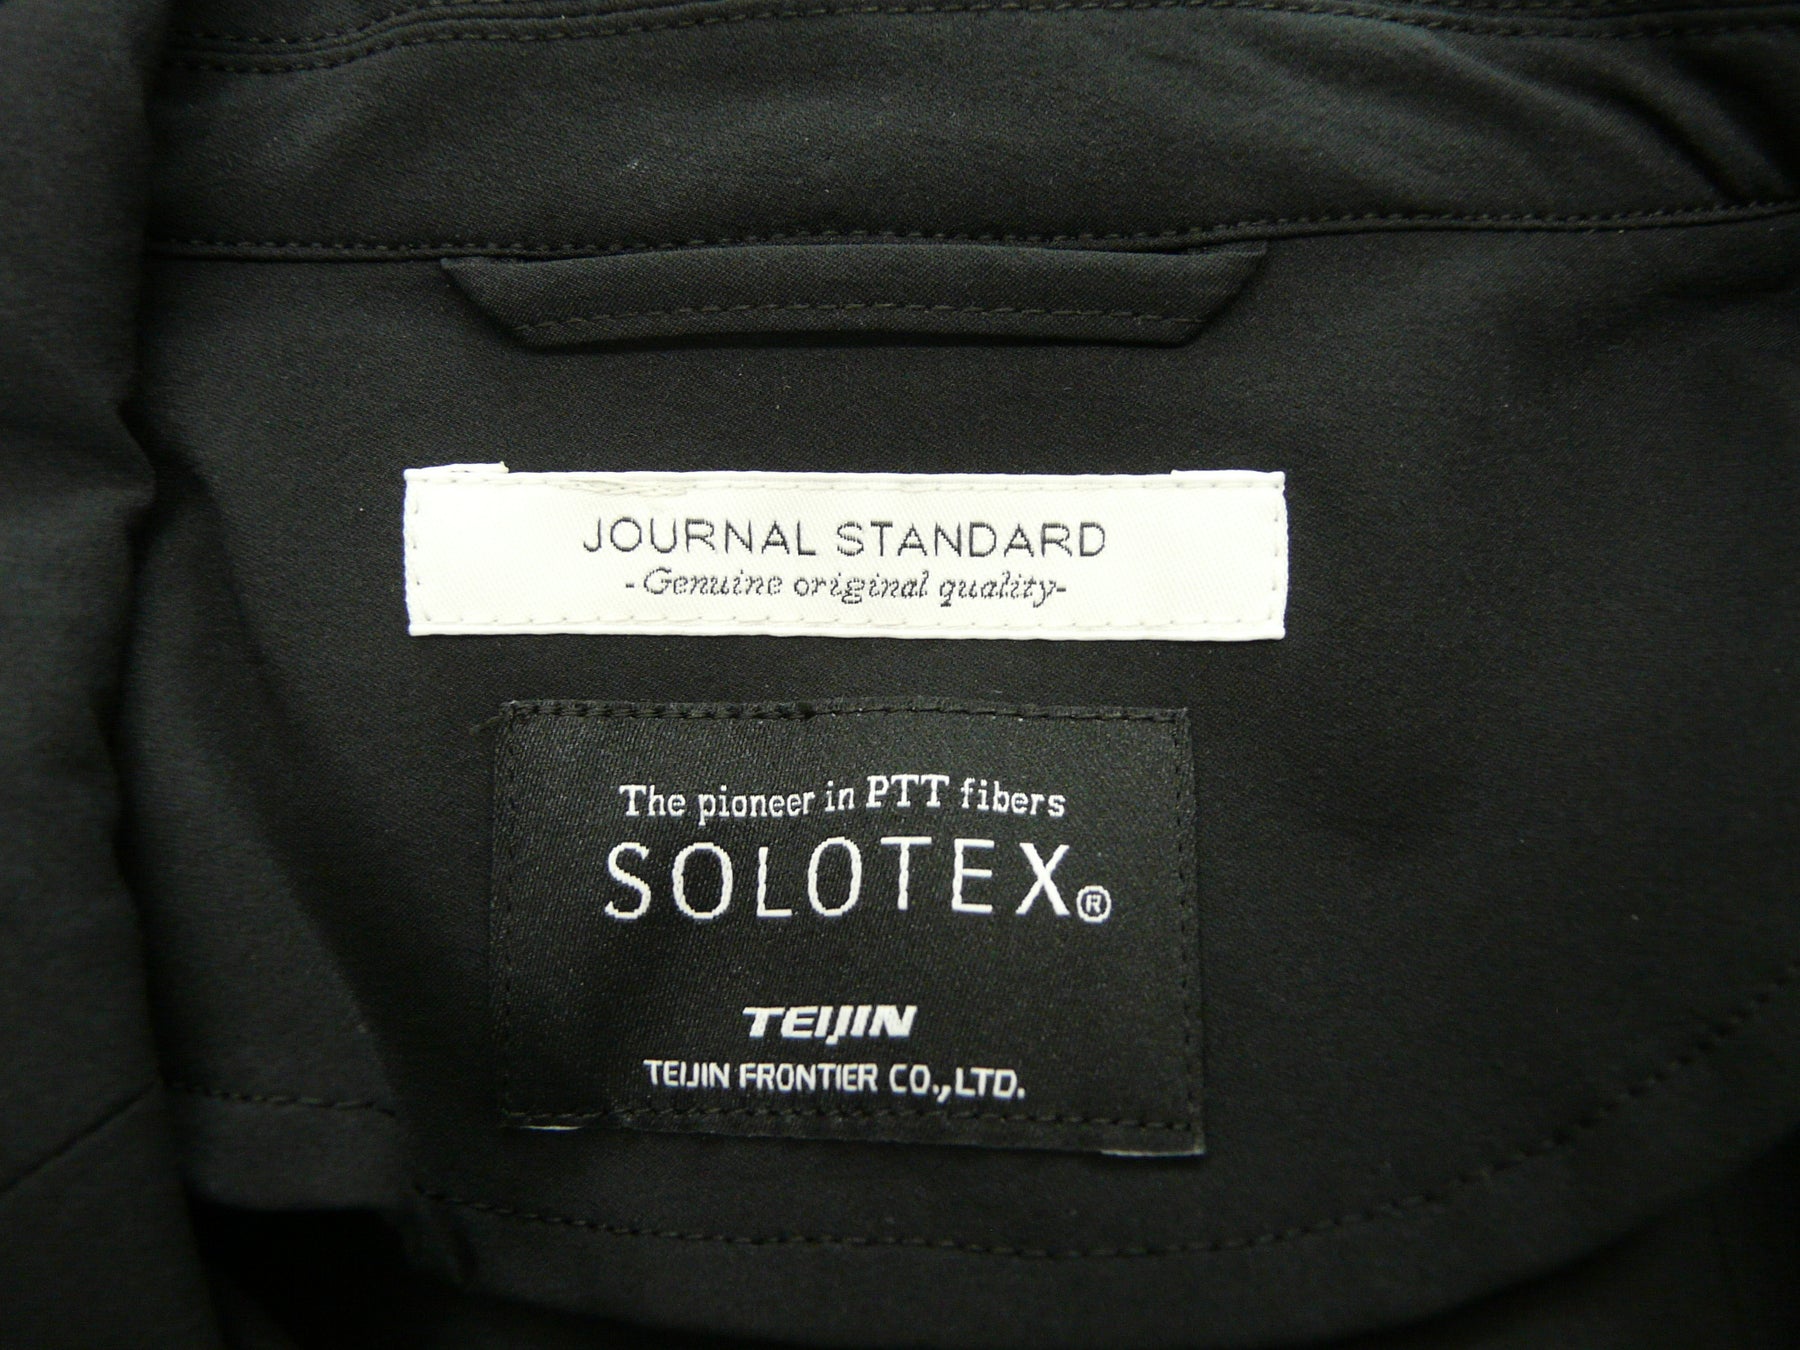 JOURNAL STANDARD
-Genuine original quality-
The pioneer in PTT fibers
SOLOTEX®
TEIJIN
TEIJIN FRONTIER CO.,LTD.